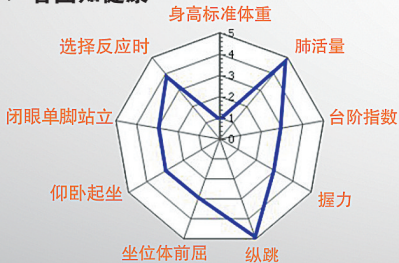 身高标准体重
选择反应时
肺活量
闭眼单脚站立
台阶指数
仰卧起坐
握力
坐位体前屈
纵跳
5
4
3
2
1
0